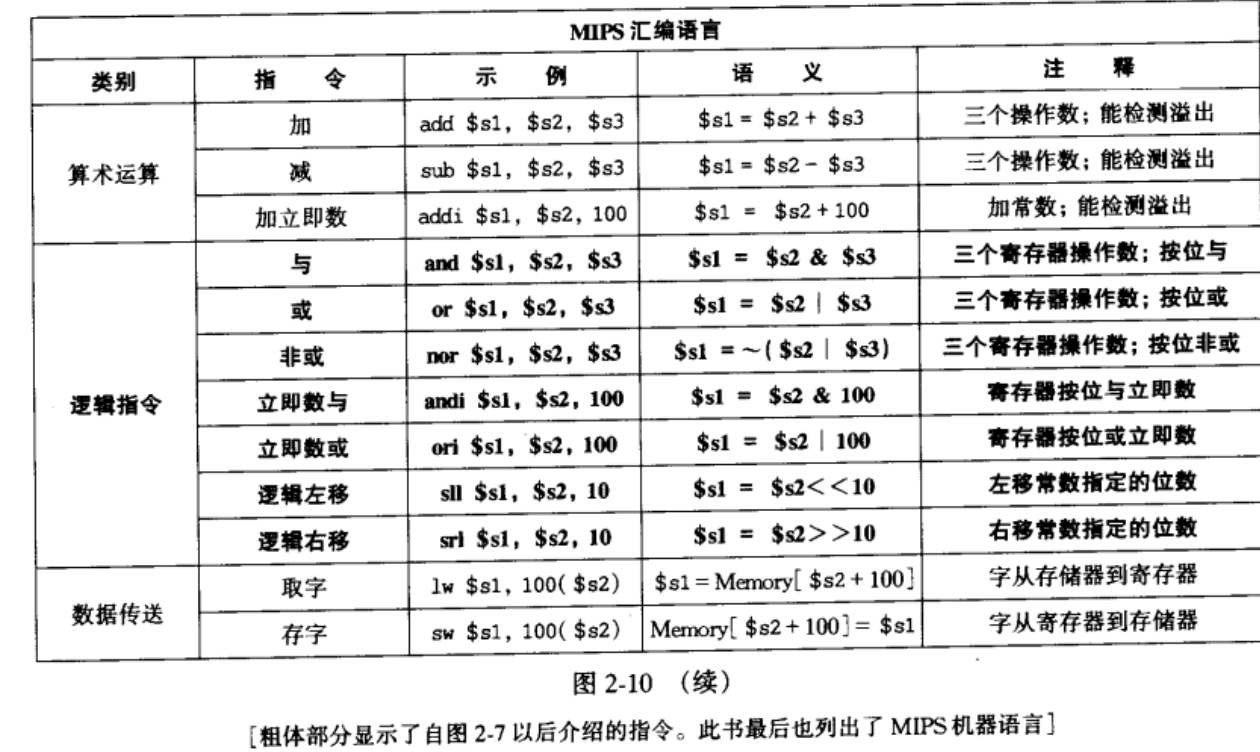 MIPS 汇编语言
类别 指 令 示 例 语 义 注 释
算术运算 加 add $s1, $s2, $s3 $s1 = $s2 + $s3 三个操作数；能检测溢出
减 sub $s1, $s2, $s3 $s1 = $s2 - $s3 三个操作数；能检测溢出
加立即数 addi $s1, $s2, 100 $s1 = $s2 + 100 加常数；能检测溢出
逻辑指令 与 and $s1, $s2, $s3 $s1 = $s2 & $s3 三个寄存器操作数；按位与
或 or $s1, $s2, $s3 $s1 = $s2 | $s3 三个寄存器操作数；按位或
非或 nor $s1, $s2, $s3 $s1 = ~( $s2 | $s3) 三个寄存器操作数；按位非或
立即数与 andi $s1, $s2, 100 $s1 = $s2 & 100 寄存器按位与立即数
立即数或 ori $s1, $s2, 100 $s1 = $s2 | 100 寄存器按位或立即数
逻辑左移 sll $s1, $s2, 10 $s1 = $s2<<10 左移常数指定的位数
逻辑右移 srl $s1, $s2, 10 $s1 = $s2>>10 右移常数指定的位数
数据传送 取字 lw $s1, 100( $s2) $s1 = Memory[ $s2 + 100] 字从存储器到寄存器
存字 sw $s1, 100( $s2) Memory[ $s2 + 100] = $s1 字从寄存器到存储器
图 2-10 （续）
[粗体部分显示了自图 2-7 以后介绍的指令。此书最后也列出了 MIPS 机器语言]